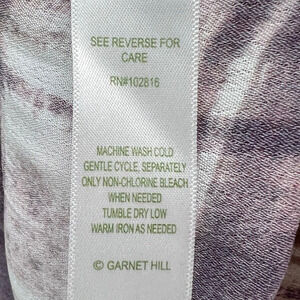 SEE REVERSE FOR
CARE
RN#102816
MACHINE WASH COLD
GENTLE CYCLE, SEPARATELY
ONLY NON-CHLORINE BLEACH
WHEN NEEDED
TUMBLE DRY LOW
WARM IRON AS NEEDED
© GARNET HILL